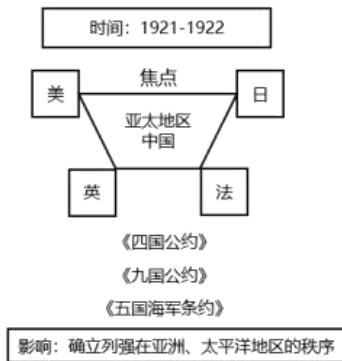 时间：1921-1922
焦点
美
日
亚太地区
中国
英
法
《四国公约》
《九国公约》
《五国海军条约》
影响：确立列强在亚洲、太平洋地区的秩序